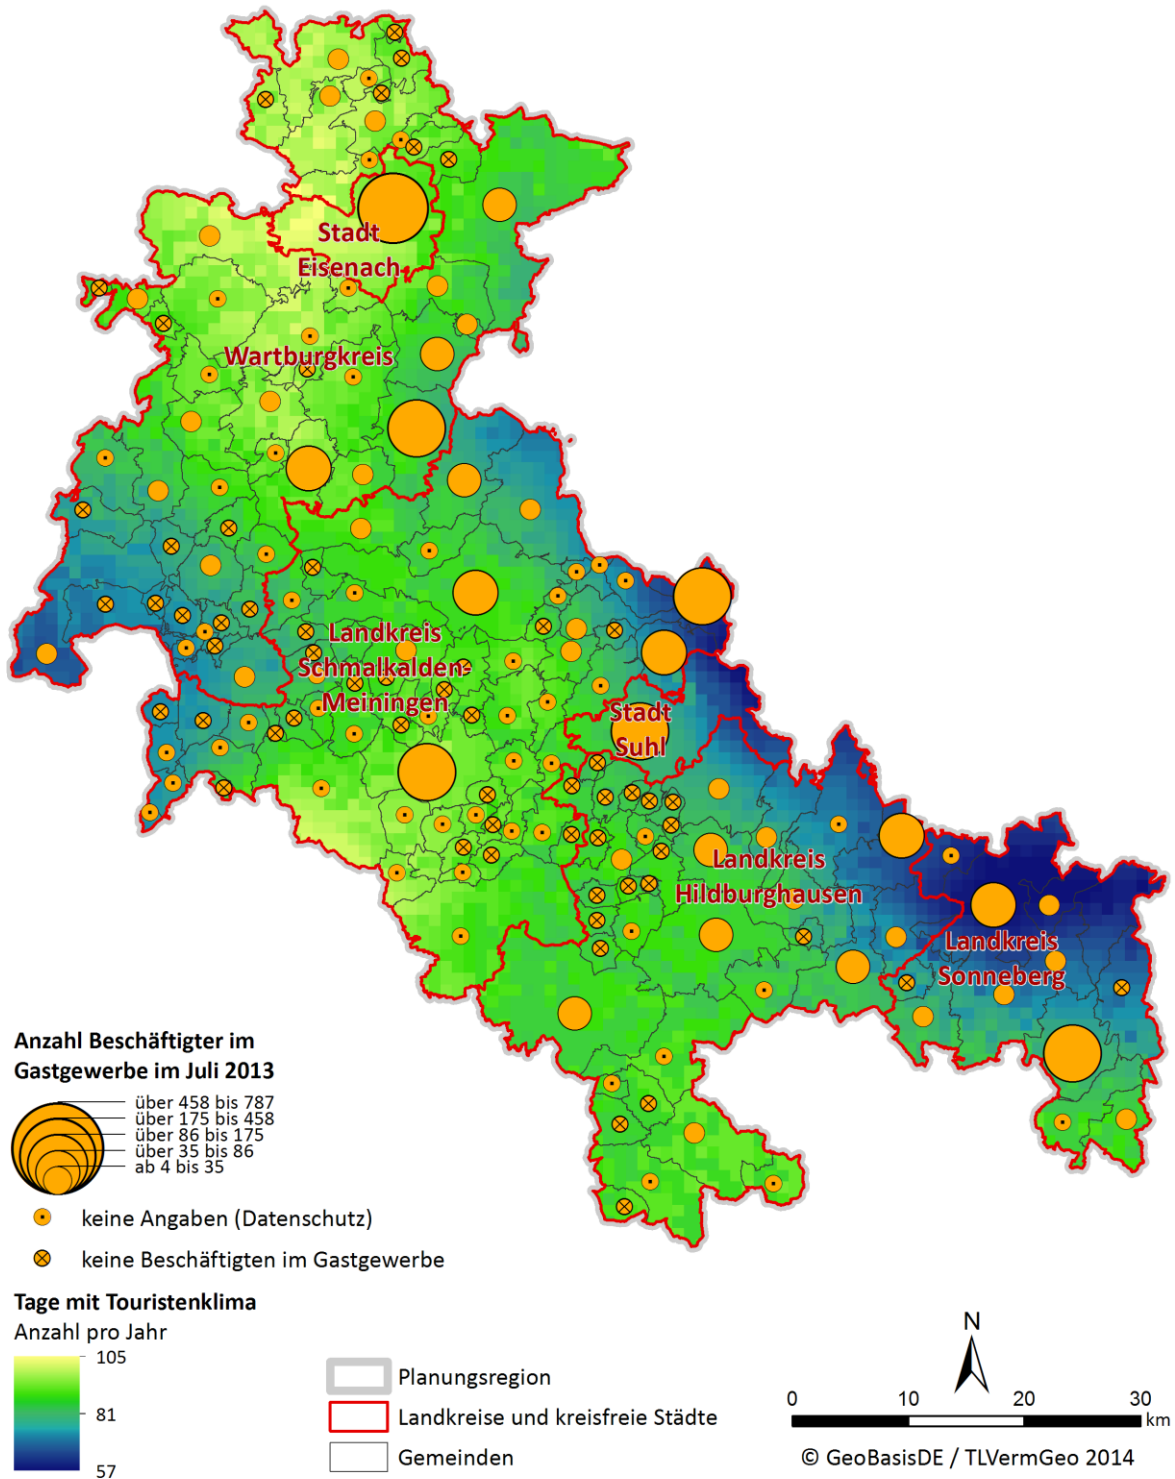 Stadt
Eisenach
Wartburgkreis
Landkreis
Schmalkalden-
Meiningen
Stadt
Suhl
Landkreis
Hildburghausen
Landkreis
Sonneberg
Anzahl Beschäftigter im
Gastgewerbe im Juli 2013
über 458 bis 787
über 175 bis 458
über 86 bis 175
über 35 bis 86
ab 4 bis 35
keine Angaben (Datenschutz)
keine Beschäftigten im Gastgewerbe
Tage mit Touristenklima
Anzahl pro Jahr
105
81
57
Planungsregion
Landkreise und kreisfreie Städte
Gemeinden
N
0 10 20 30
km
© GeoBasisDE / TLVermGeo 2014